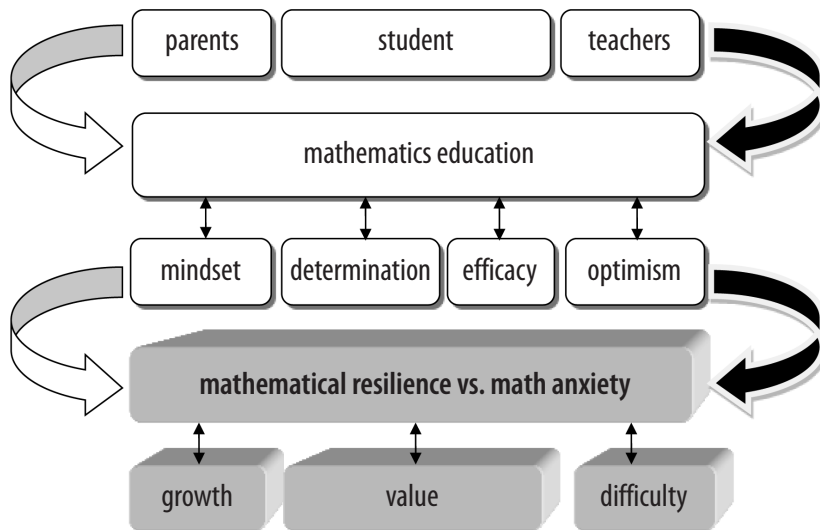 parents student teachers
mathematics education
mindset determination efficacy optimism
mathematical resilience vs. math anxiety
growth value difficulty